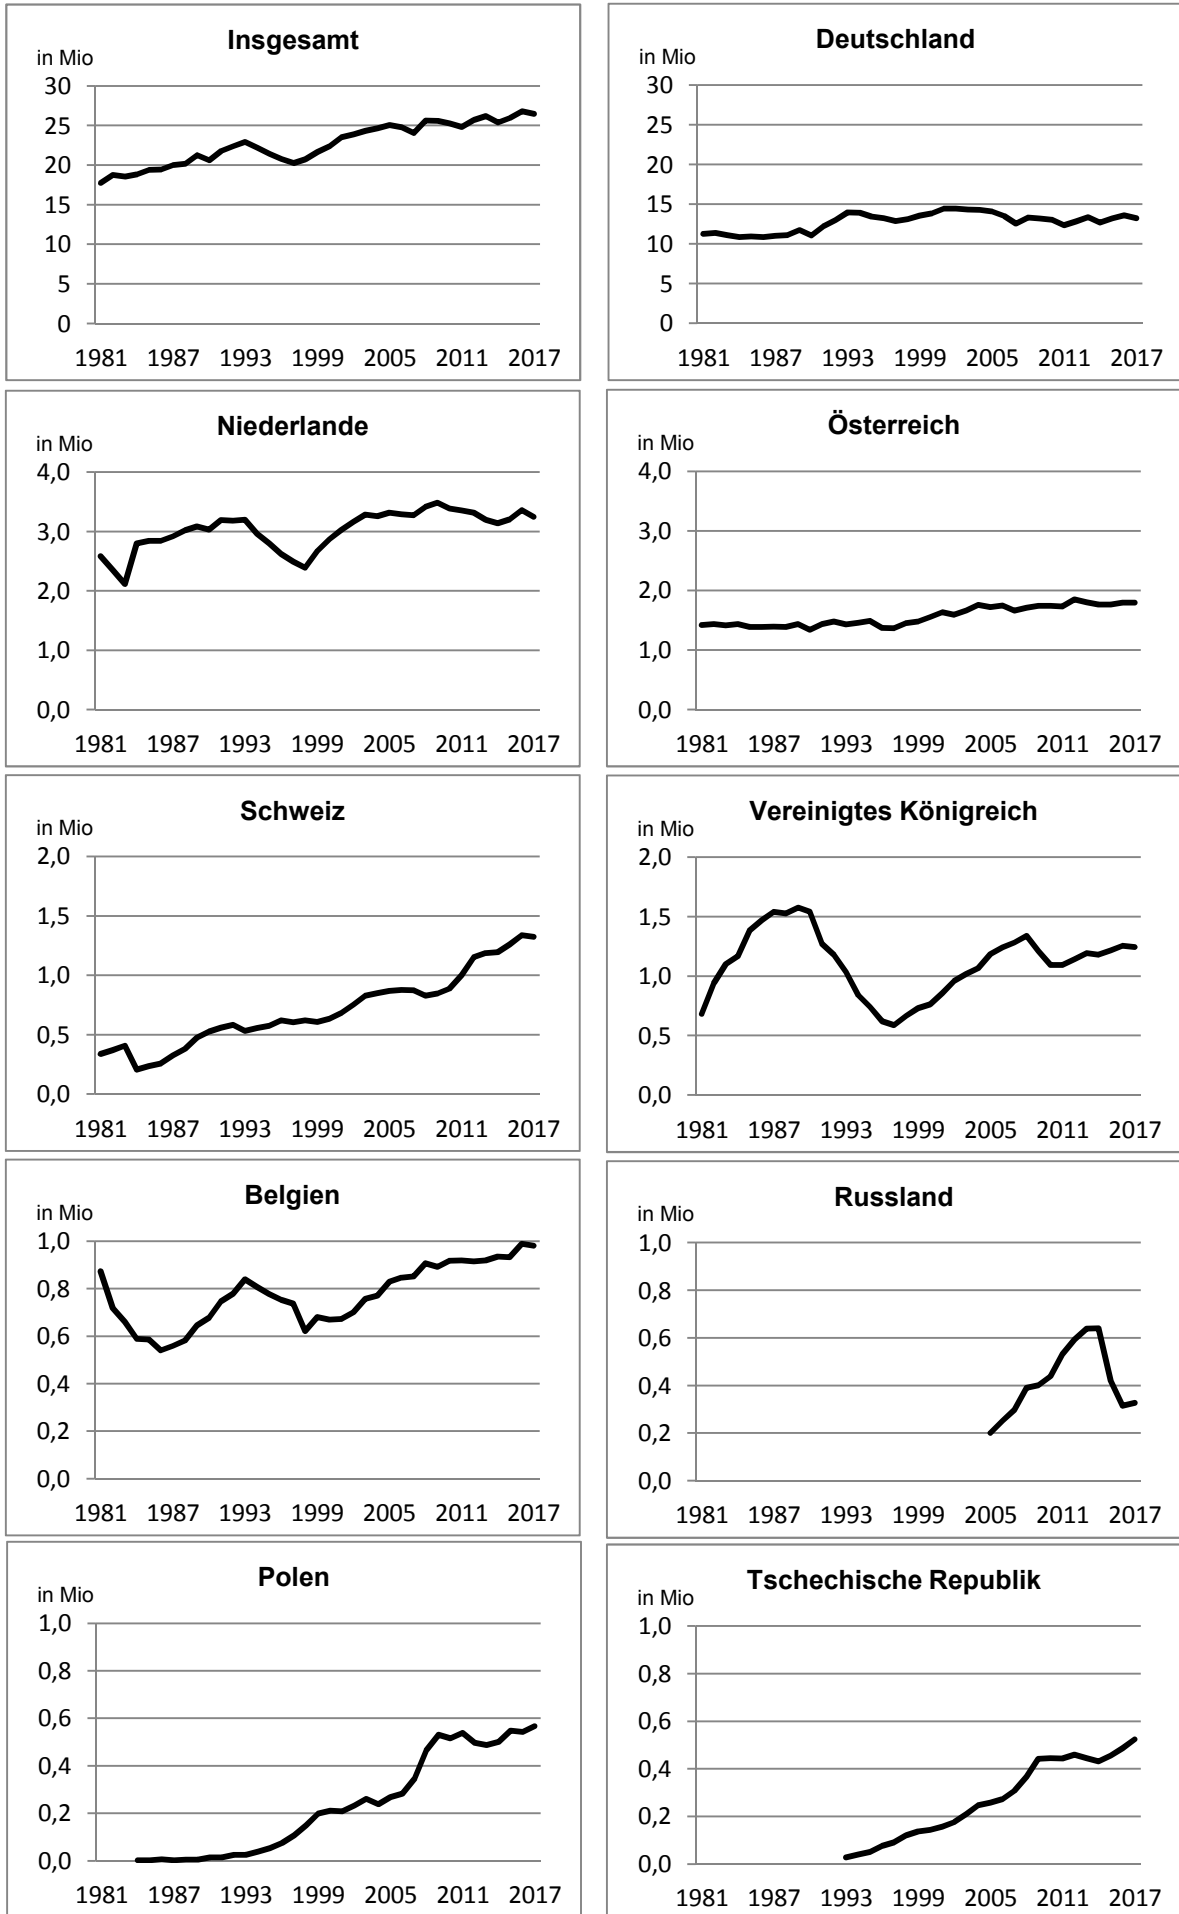 Insgesamt
in Mio
30
25
20
15
10
5
0
1981 1987 1993 1999 2005 2011 2017
Deutschland
in Mio
30
25
20
15
10
5
0
1981 1987 1993 1999 2005 2011 2017
Niederlande
in Mio
4,0
3,0
2,0
1,0
0,0
1981 1987 1993 1999 2005 2011 2017
Österreich
in Mio
4,0
3,0
2,0
1,0
0,0
1981 1987 1993 1999 2005 2011 2017
Schweiz
in Mio
2,0
1,5
1,0
0,5
0,0
1981 1987 1993 1999 2005 2011 2017
Vereinigtes Königreich
in Mio
2,0
1,5
1,0
0,5
0,0
1981 1987 1993 1999 2005 2011 2017
Belgien
in Mio
1,0
0,8
0,6
0,4
0,2
0,0
1981 1987 1993 1999 2005 2011 2017
Russland
in Mio
1,0
0,8
0,6
0,4
0,2
0,0
1981 1987 1993 1999 2005 2011 2017
Polen
in Mio
1,0
0,8
0,6
0,4
0,2
0,0
1981 1987 1993 1999 2005 2011 2017
Tschechische Republik
in Mio
1,0
0,8
0,6
0,4
0,2
0,0
1981 1987 1993 1999 2005 2011 2017